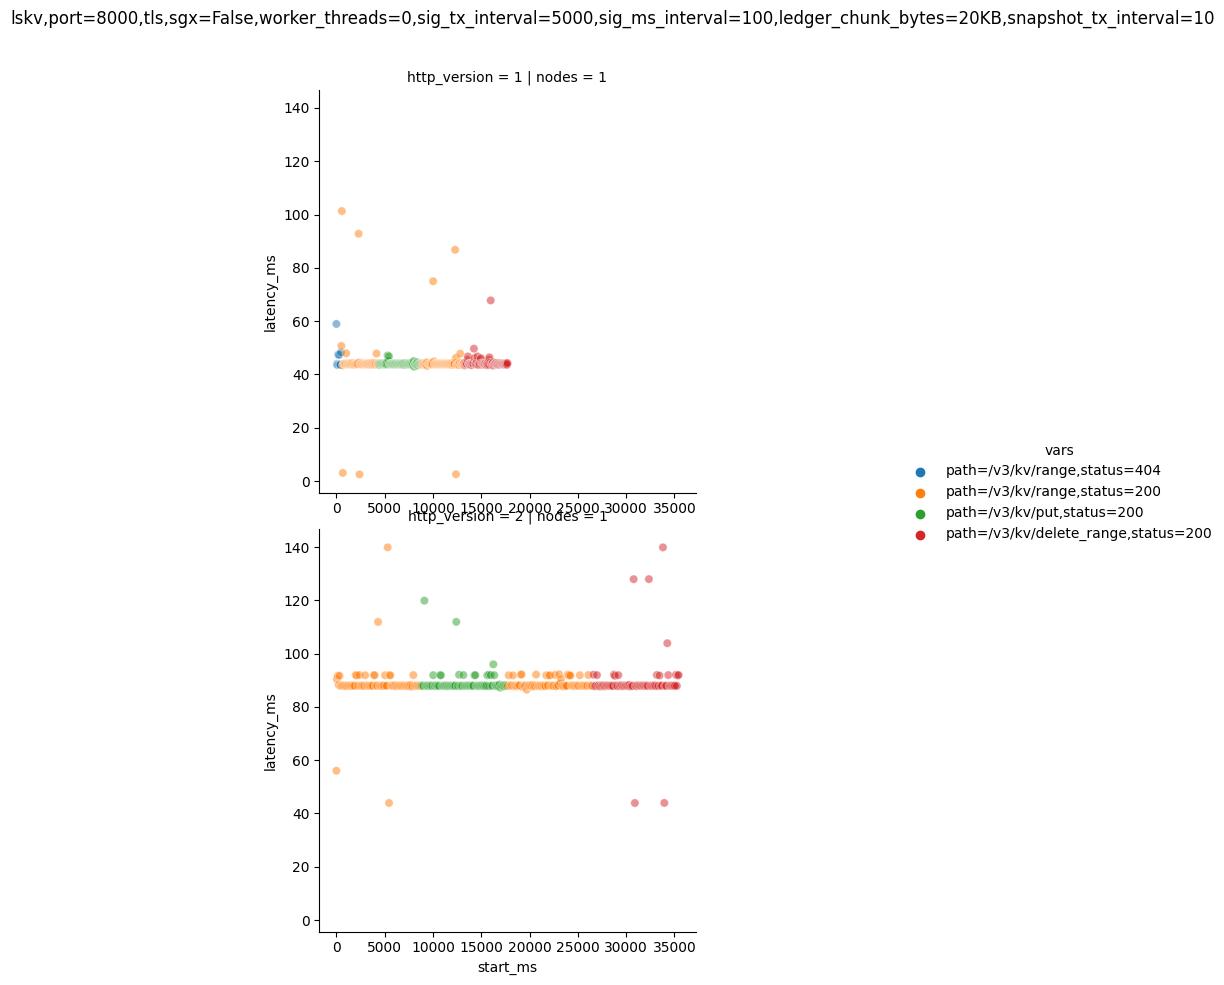 lskv,port=8000,tls,sgx=False,worker_threads=0,sig_tx_interval=5000,sig_ms_interval=100,ledger_chunk_bytes=20KB,snapshot_tx_interval=10
http_version = 1 | nodes = 1
140
120
100
80
60
40
20
0
latency_ms
0 5000 10000 15000 20000 25000 30000 35000
http_version = 2 | nodes = 1
140
120
100
80
60
40
20
0
latency_ms
0 5000 10000 15000 20000 25000 30000 35000
start_ms
vars
path=/v3/kv/range,status=404
path=/v3/kv/range,status=200
path=/v3/kv/put,status=200
path=/v3/kv/delete_range,status=200